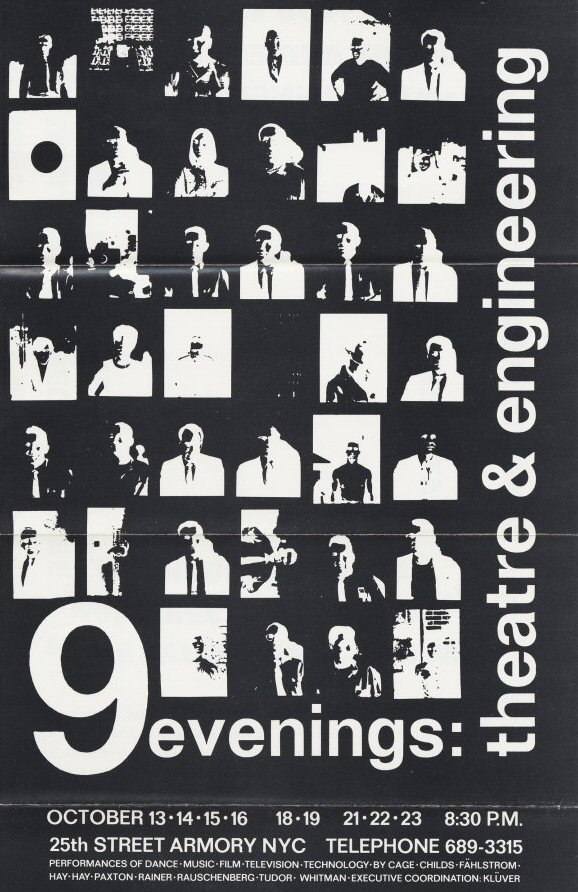 9 evenings:
theatre & engineering
OCTOBER 13·14·15·16 18·19 21·22·23 8:30 P.M.
25th STREET ARMORY NYC TELEPHONE 689-3315
PERFORMANCES OF DANCE·MUSIC·FILM·TELEVISION·TECHNOLOGY·BY CAGE·CHILDS·FÄHLSTROM·
HAY·HAY·PAXTON·RAINER·RAUSCHENBERG·TUDOR· WHITMAN·EXECUTIVE COORDINATION: KLÜVER